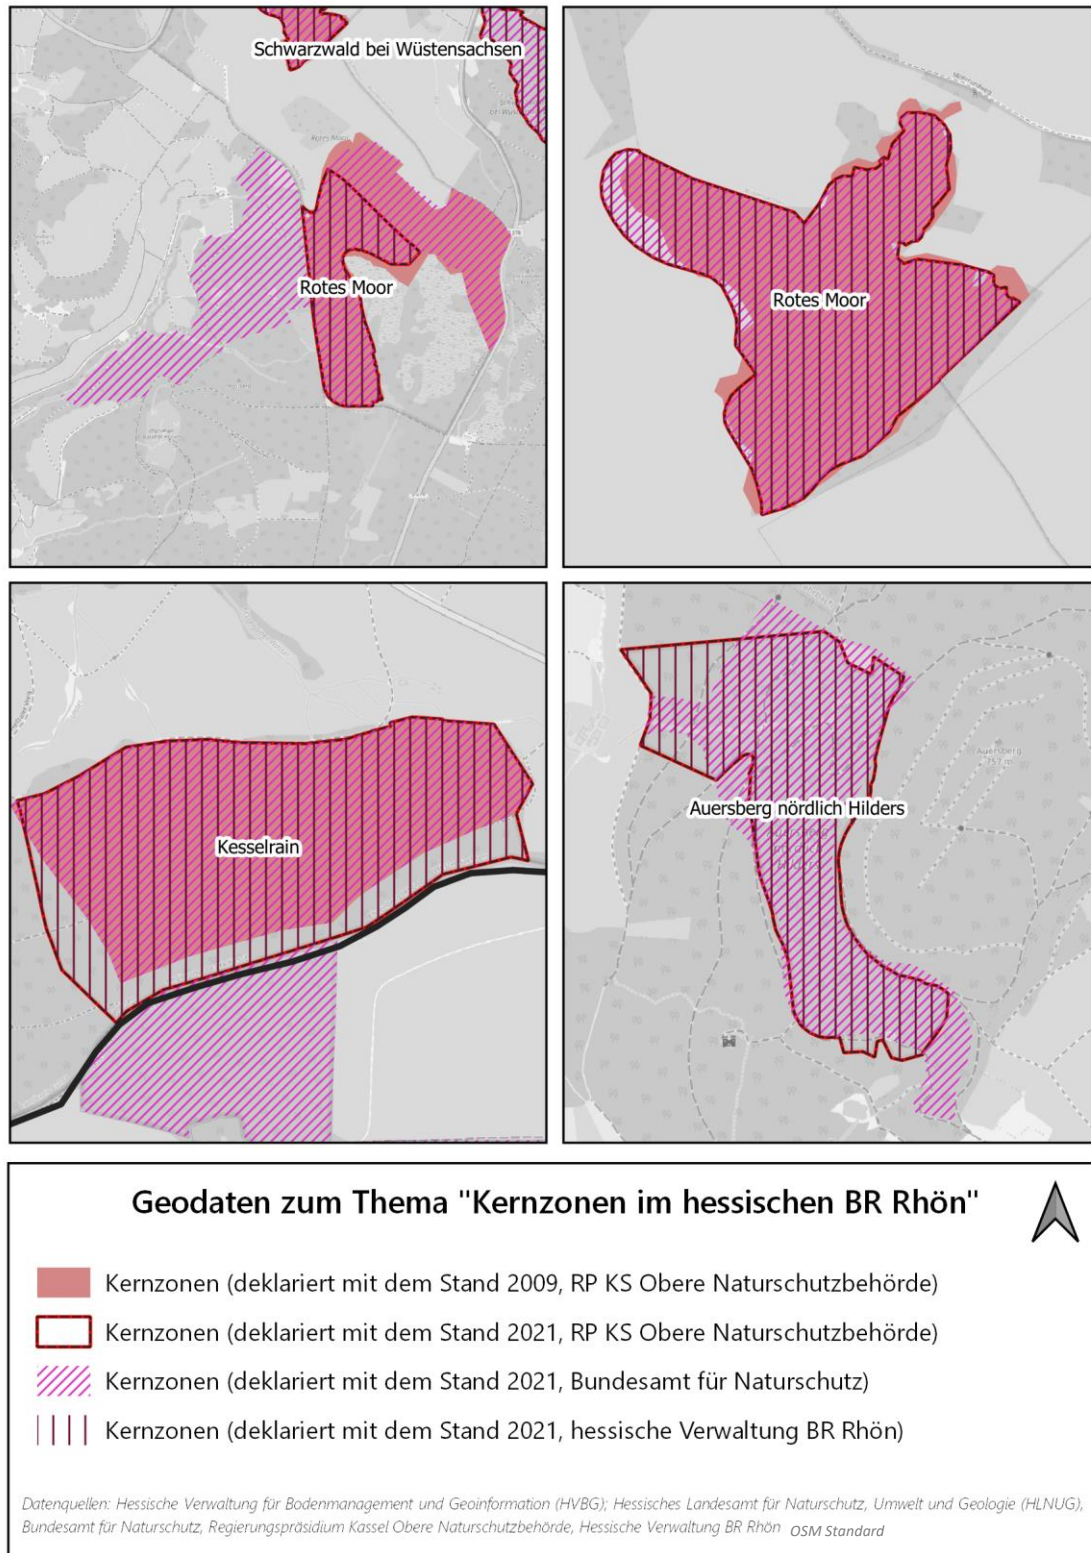 Schwarzwald bei Wüstensachsen
Rotes Moor
Rotes Moor
Rotes Moor
Kesselrain
Auersberg
757 m
Auersberg nördlich Hilders
Geodaten zum Thema "Kernzonen im hessischen BR Rhön"
Kernzonen (deklariert mit dem Stand 2009, RP KS Obere Naturschutzbehörde)
Kernzonen (deklariert mit dem Stand 2021, RP KS Obere Naturschutzbehörde)
Kernzonen (deklariert mit dem Stand 2021, Bundesamt für Naturschutz)
Kernzonen (deklariert mit dem Stand 2021, hessische Verwaltung BR Rhön)
Datenquellen: Hessische Verwaltung für Bodenmanagement und Geoinformation (HVBG); Hessisches Landesamt für Naturschutz, Umwelt und Geologie (HLNUG),
Bundesamt für Naturschutz, Regierungspräsidium Kassel Obere Naturschutzbehörde, Hessische Verwaltung BR Rhön OSM Standard